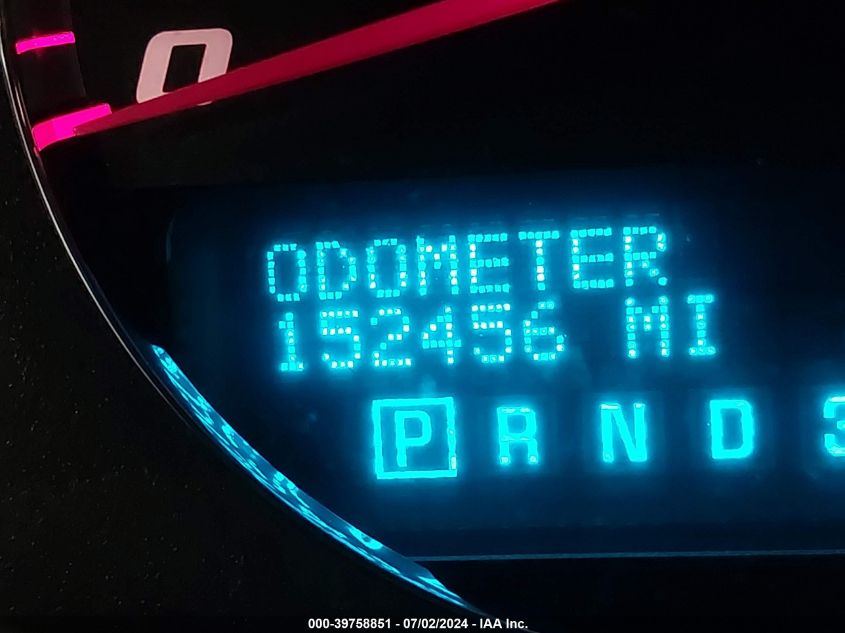 0
ODOMETER
152456 MI
P R N D 3
000-39758851 - 07/02/2024 - IAA Inc.